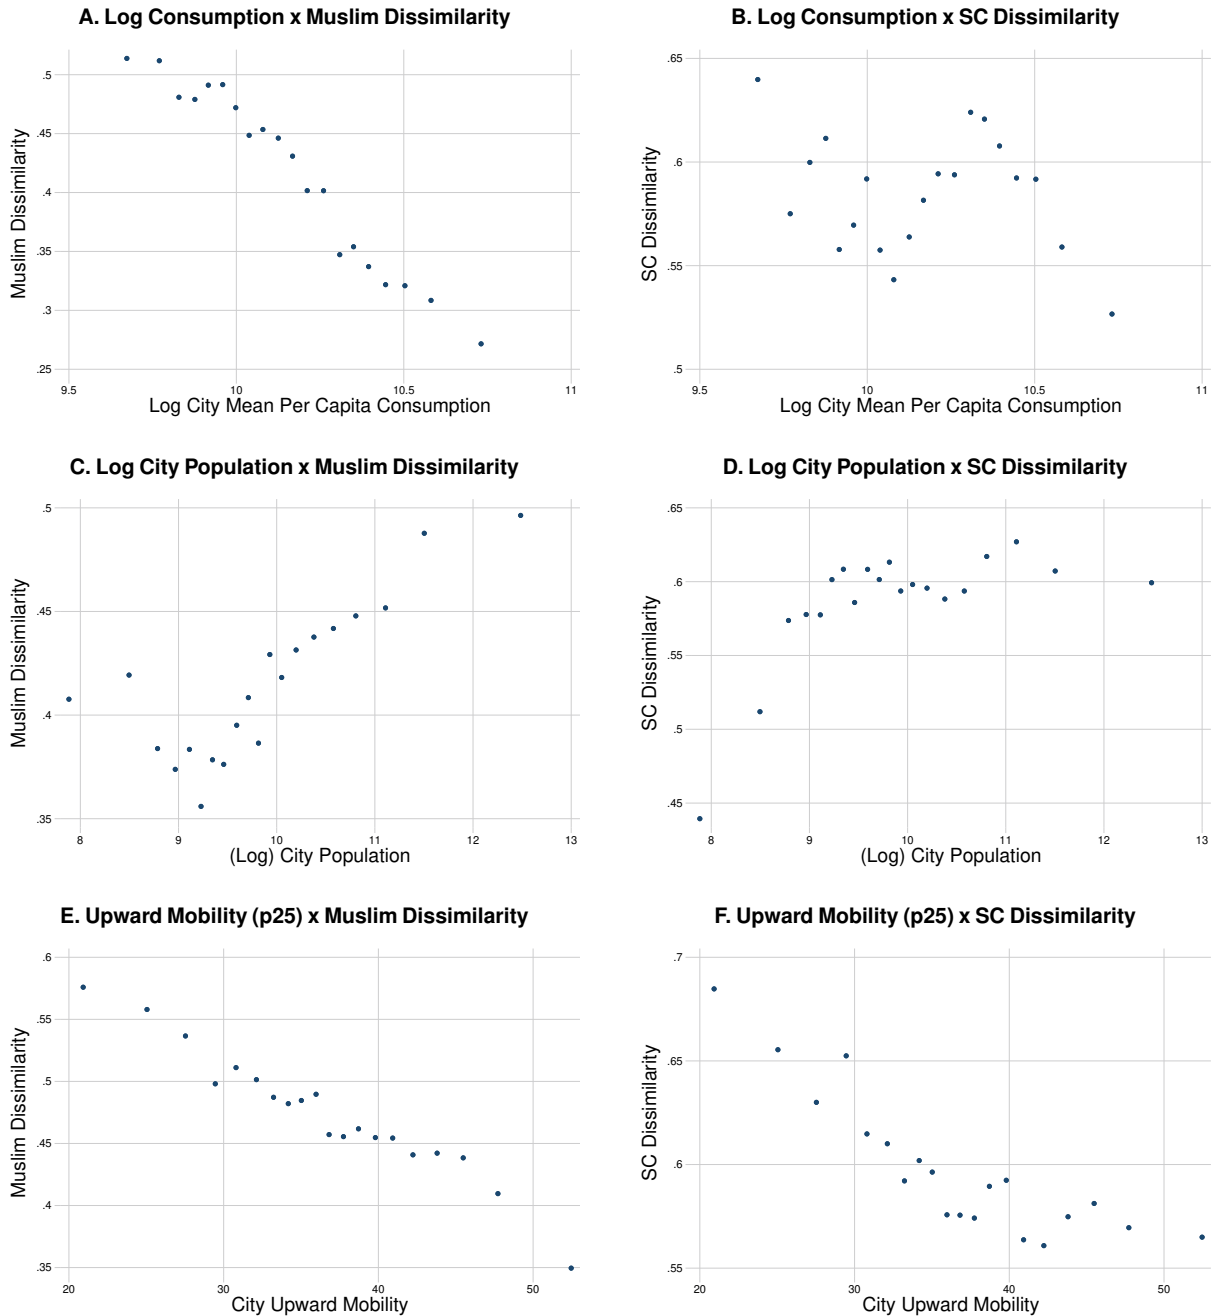 A. Log Consumption x Muslim Dissimilarity
Muslim Dissimilarity
.5
.45
.4
.35
.3
.25
9.5 10 10.5 11
Log City Mean Per Capita Consumption
B. Log Consumption x SC Dissimilarity
SC Dissimilarity
.65
.6
.55
.5
9.5 10 10.5 11
Log City Mean Per Capita Consumption
C. Log City Population x Muslim Dissimilarity
Muslim Dissimilarity
.5
.45
.4
.35
8 9 10 11 12 13
(Log) City Population
D. Log City Population x SC Dissimilarity
SC Dissimilarity
.65
.6
.55
.5
.45
8 9 10 11 12 13
(Log) City Population
E. Upward Mobility (p25) x Muslim Dissimilarity
Muslim Dissimilarity
.6
.55
.5
.45
.4
.35
20 30 40 50
City Upward Mobility
F. Upward Mobility (p25) x SC Dissimilarity
SC Dissimilarity
.7
.65
.6
.55
20 30 40 50
City Upward Mobility